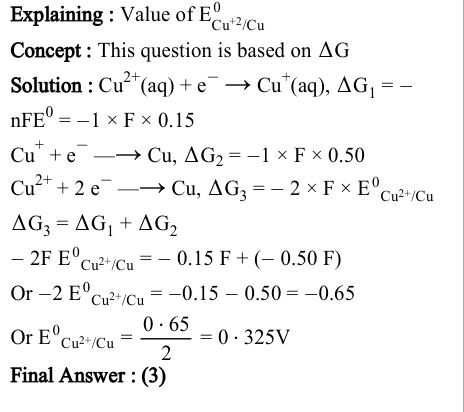 Explaining : Value of E⁰Cu⁺²/Cu
Concept : This question is based on ΔG
Solution : Cu²⁺(aq) + e⁻ ⟶ Cu⁺(aq), ΔG₁ = −
nFE⁰ = −1 × F × 0.15
Cu⁺ + e⁻ ⟶ Cu, ΔG₂ = −1 × F × 0.50
Cu²⁺ + 2 e⁻ ⟶ Cu, ΔG₃ = − 2 × F × E⁰Cu²⁺/Cu
ΔG₃ = ΔG₁ + ΔG₂
− 2F E⁰Cu²⁺/Cu = − 0.15 F + (− 0.50 F)
Or −2 E⁰Cu²⁺/Cu = −0.15 − 0.50 = −0.65
Or E⁰Cu²⁺/Cu = 0·65/2 = 0·325V
Final Answer : (3)